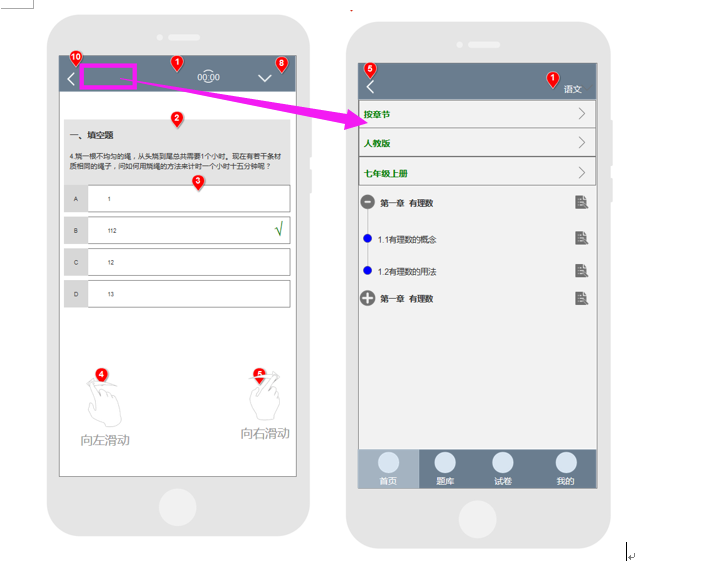 10
1
8
00:00
2
一、填空题
4.烧一根不均匀的绳，从头烧到尾总共需要1个小时。现在有若干条材
质相同的绳子，问如何用烧绳的方法来计时一个小时十五分钟呢？
3
A
1
B
112
√
C
12
D
13
4
5
向左滑动
向右滑动
5
1
语文
按章节
人教版
七年级上册
第一章 有理数
1.1有理数的概念
1.2有理数的用法
第一章 有理数
首页
题库
试卷
我的